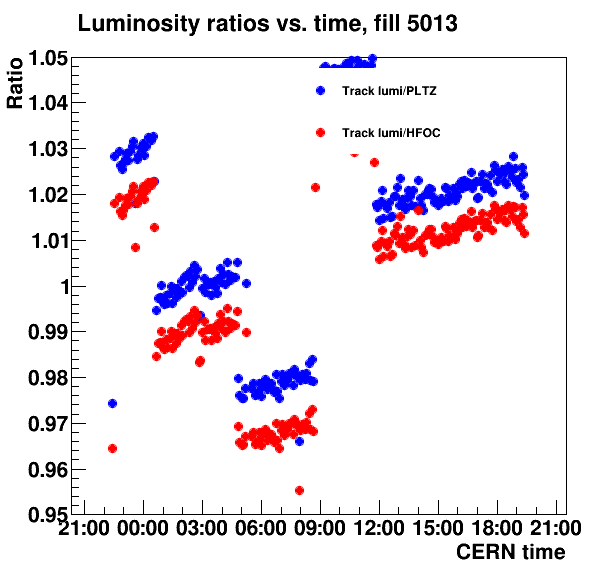 Luminosity ratios vs. time, fill 5013
Ratio
1.05
1.04
1.03
1.02
1.01
1
0.99
0.98
0.97
0.96
0.95
Track lumi/PLTZ
Track lumi/HFOC
21:00 00:00 03:00 06:00 09:00 12:00 15:00 18:00 21:00
CERN time